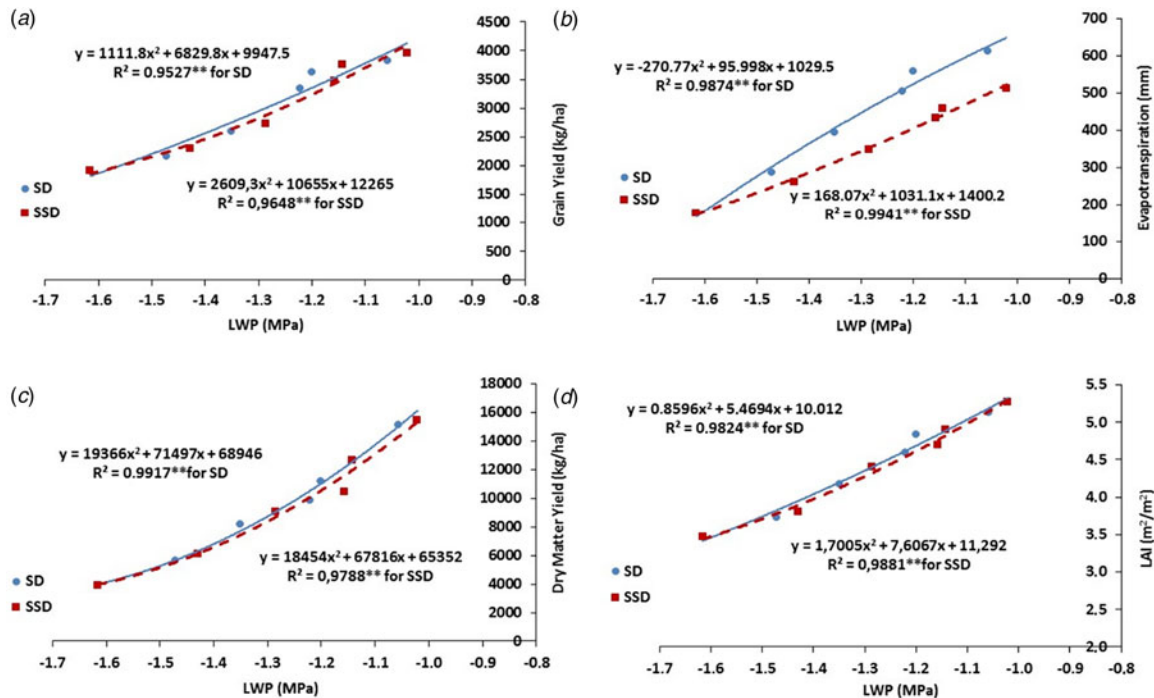 (a)
y = 1111.8x² + 6829.8x + 9947.5
R² = 0.9527** for SD
y = 2609,3x² + 10655x + 12265
R² = 0,9648** for SSD
SD
SSD
4500
4000
3500
3000
2500
2000
1500
1000
500
0
Grain Yield (kg/ha)
-1.7 -1.6 -1.5 -1.4 -1.3 -1.2 -1.1 -1.0 -0.9
LWP (MPa)
(b)
y = -270.77x² + 95.998x + 1029.5
R² = 0.9874** for SD
y = 168.07x² + 1031.1x + 1400.2
R² = 0.9941** for SSD
SD
SSD
700
600
500
400
300
200
100
0
Evapotranspiration (mm)
-1.7 -1.6 -1.5 -1.4 -1.3 -1.2 -1.1 -1.0 -0.9 -0.8
LWP (MPa)
(c)
y = 19366x² + 71497x + 68946
R² = 0.9917**for SD
y = 18454x² + 67816x + 65352
R² = 0,9788** for SSD
SD
SSD
18000
16000
14000
12000
10000
8000
6000
4000
2000
0
Dry Matter Yield (kg/ha)
-1.7 -1.6 -1.5 -1.4 -1.3 -1.2 -1.1 -1.0 -0.9
LWP (MPa)
(d)
y = 0.8596x² + 5.4694x + 10.012
R² = 0.9824** for SD
y = 1,7005x² + 7,6067x + 11,292
R² = 0,9881**for SSD
SD
SSD
5.5
5.0
4.5
4.0
3.5
3.0
2.5
2.0
LAI (m²/m²)
-1.7 -1.6 -1.5 -1.4 -1.3 -1.2 -1.1 -1.0 -0.9 -0.8
LWP (MPa)